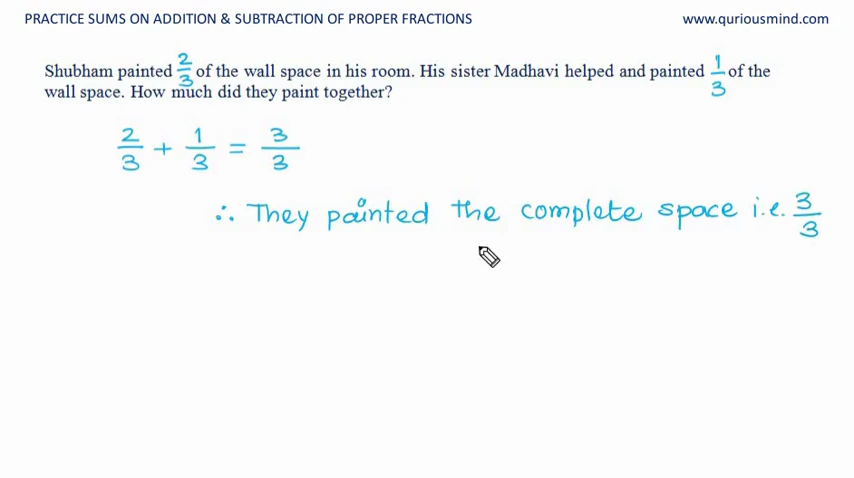 PRACTICE SUMS ON ADDITION & SUBTRACTION OF PROPER FRACTIONS
www.quriousmind.com
Shubham painted 2/3 of the wall space in his room. His sister Madhavi helped and painted 1/3 of the
wall space. How much did they paint together?
2/3 + 1/3 = 3/3
∴ They painted the complete space i.e. 3/3